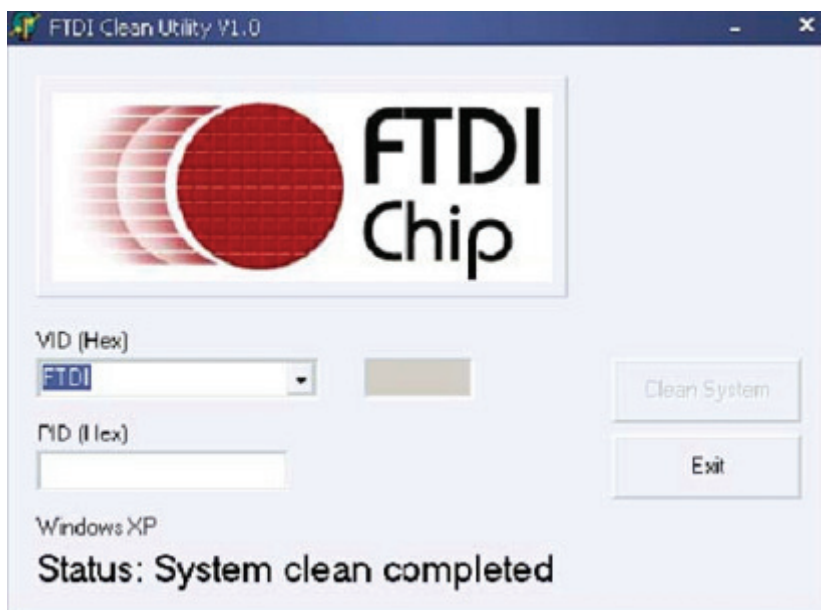 FTDI Clean Utility V1.0
FTDI
Chip
VID (Hex)
FTDI
Clean System
PID (Hex)
Exit
Windows XP
Status: System clean completed